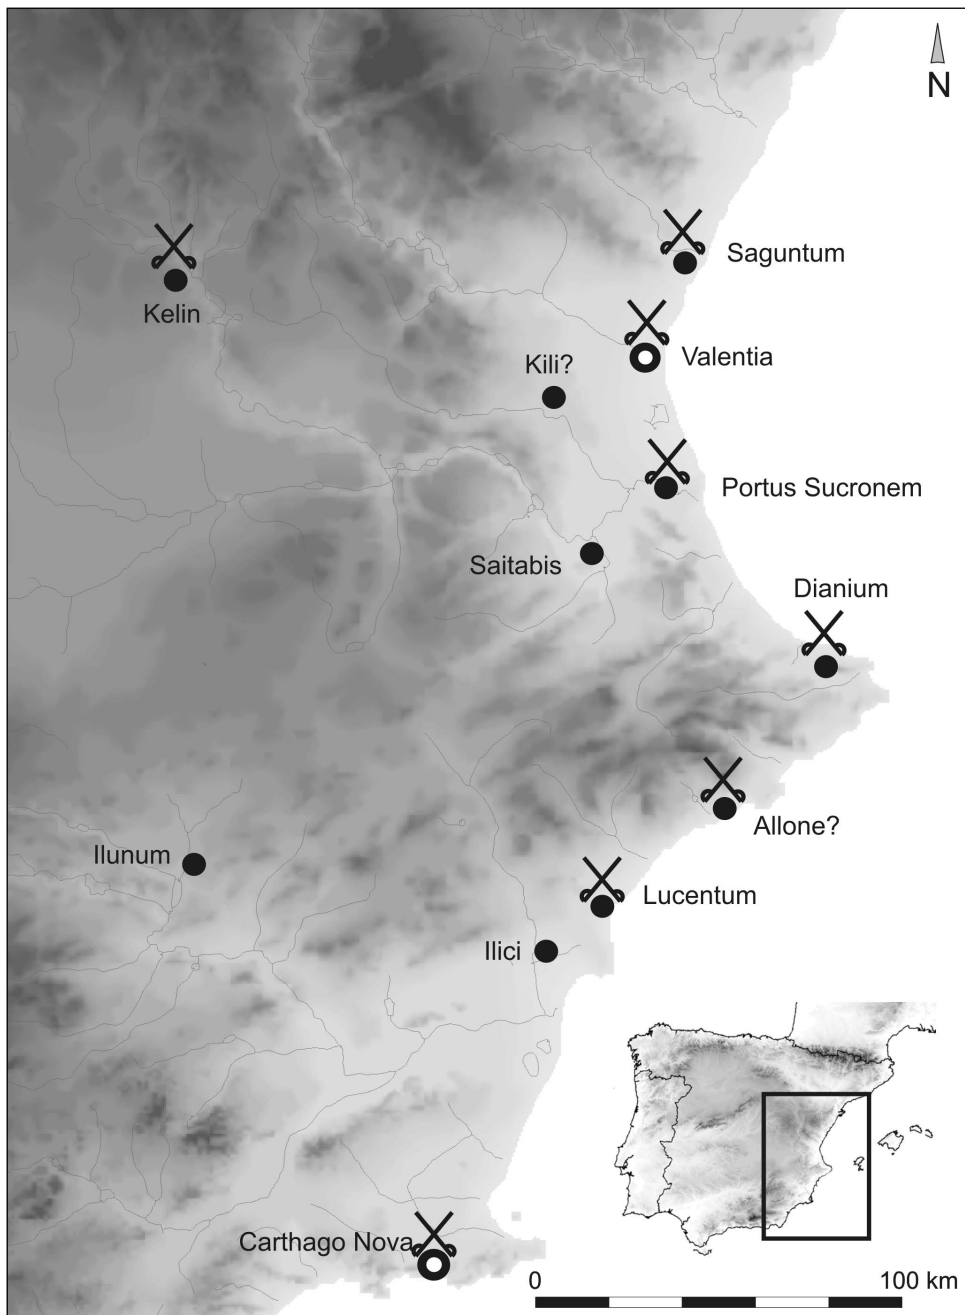 N
Saguntum
Kelin
Valentia
Kili?
Portus Sucronem
Saitabis
Dianium
Allone?
Ilunum
Lucentum
Ilici
Carthago Nova
0 100 km